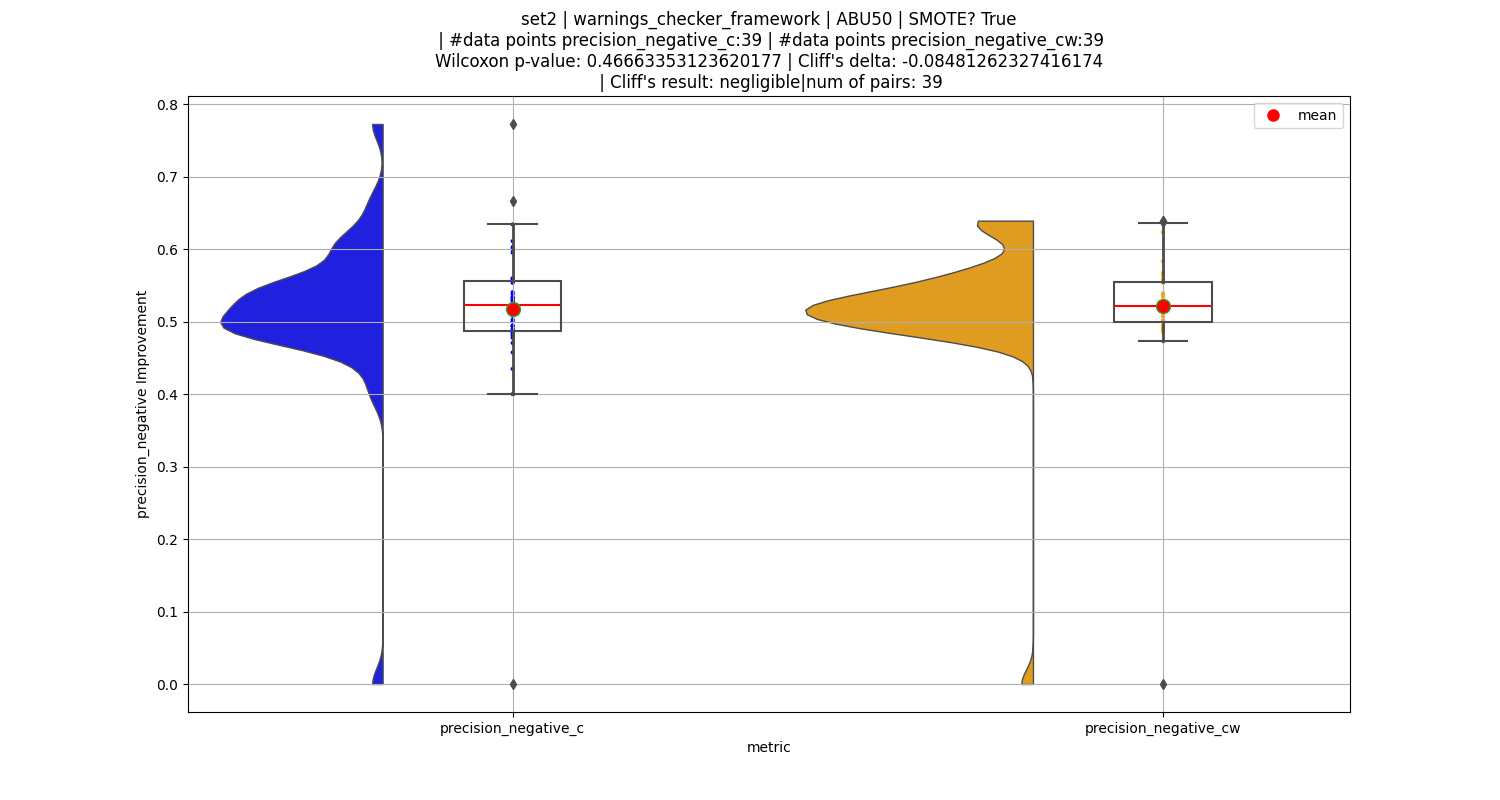 set2 | warnings_checker_framework | ABU50 | SMOTE? True
| #data points precision_negative_c:39 | #data points precision_negative_cw:39
Wilcoxon p-value: 0.46663353123620177 | Cliff's delta: -0.08481262327416174
| Cliff's result: negligible|num of pairs: 39
mean
0.8
0.7
0.6
0.5
0.4
0.3
0.2
0.1
0.0
precision_negative Improvement
precision_negative_c
precision_negative_cw
metric